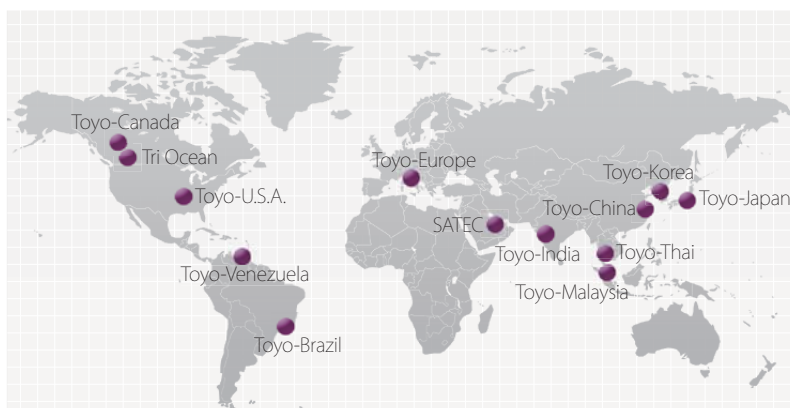 Toyo-Canada
Tri Ocean
Toyo-U.S.A.
Toyo-Venezuela
Toyo-Brazil
Toyo-Europe
SATEC
Toyo-India
Toyo-China
Toyo-Korea
Toyo-Japan
Toyo-Thai
Toyo-Malaysia